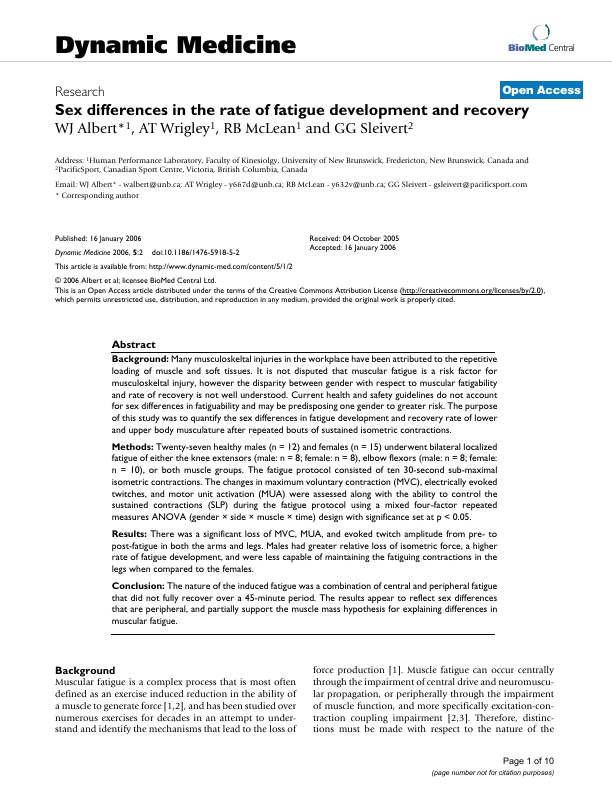 Dynamic Medicine
BioMed Central
Open Access
Research
Sex differences in the rate of fatigue development and recovery
WJ Albert*1, AT Wrigley1, RB McLean1 and GG Sleivert2
Address: 1Human Performance Laboratory, Faculty of Kinesiolgy, University of New Brunswick, Fredericton, New Brunswick, Canada and
2PacificSport, Canadian Sport Centre, Victoria, British Columbia, Canada
Email: WJ Albert* - walbert@unb.ca; AT Wrigley - y667d@unb.ca; RB McLean - y632v@unb.ca; GG Sleivert - gsleivert@pacificsport.com
* Corresponding author
Published: 16 January 2006
Dynamic Medicine 2006, 5:2 doi:10.1186/1476-5918-5-2
Received: 04 October 2005
Accepted: 16 January 2006
This article is available from: http://www.dynamic-med.com/content/5/1/2
© 2006 Albert et al; licensee BioMed Central Ltd.
This is an Open Access article distributed under the terms of the Creative Commons Attribution License (http://creativecommons.org/licenses/by/2.0),
which permits unrestricted use, distribution, and reproduction in any medium, provided the original work is properly cited.
Abstract
Background: Many musculoskeltal injuries in the workplace have been attributed to the repetitive
loading of muscle and soft tissues. It is not disputed that muscular fatigue is a risk factor for
musculoskeltal injury, however the disparity between gender with respect to muscular fatigability
and rate of recovery is not well understood. Current health and safety guidelines do not account
for sex differences in fatiguability and may be predisposing one gender to greater risk. The purpose
of this study was to quantify the sex differences in fatigue development and recovery rate of lower
and upper body musculature after repeated bouts of sustained isometric contractions.
Methods: Twenty-seven healthy males (n = 12) and females (n = 15) underwent bilateral localized
fatigue of either the knee extensors (male: n = 8; female: n = 8), elbow flexors (male: n = 8; female:
n = 10), or both muscle groups. The fatigue protocol consisted of ten 30-second sub-maximal
isometric contractions. The changes in maximum voluntary contraction (MVC), electrically evoked
twitches, and motor unit activation (MUA) were assessed along with the ability to control the
sustained contractions (SLP) during the fatigue protocol using a mixed four-factor repeated
measures ANOVA (gender × side × muscle × time) design with significance set at p < 0.05.
Results: There was a significant loss of MVC, MUA, and evoked twitch amplitude from pre- to
post-fatigue in both the arms and legs. Males had greater relative loss of isometric force, a higher
rate of fatigue development, and were less capable of maintaining the fatiguing contractions in the
legs when compared to the females.
Conclusion: The nature of the induced fatigue was a combination of central and peripheral fatigue
that did not fully recover over a 45-minute period. The results appear to reflect sex differences
that are peripheral, and partially support the muscle mass hypothesis for explaining differences in
muscular fatigue.
Background
Muscular fatigue is a complex process that is most often
defined as an exercise induced reduction in the ability of
a muscle to generate force [1,2], and has been studied over
numerous exercises for decades in an attempt to under-
stand and identify the mechanisms that lead to the loss of
force production [1]. Muscle fatigue can occur centrally
through the impairment of central drive and neuromuscu-
lar propagation, or peripherally through the impairment
of muscle function, and more specifically excitation-con-
traction coupling impairment [2,3]. Therefore, distinc-
tions must be made with respect to the nature of the
Page 1 of 10
(page number not for citation purposes)